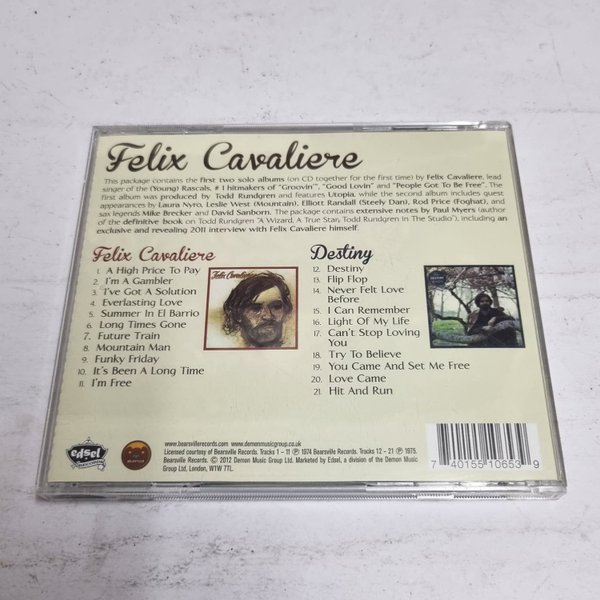 Felix Cavaliere
This package contains the first two solo albums (on CD together for the first time) by Felix Cavaliere, lead
singer of the (Young) Rascals, # 1 hitmakers of "Groovin'", "Good Lovin" and "People Got To Be Free". The
first album was produced by Todd Rundgren and features Utopia, while the second album includes guest
appearances by Laura Nyro, Leslie West (Mountain), Elliott Randall (Steely Dan), Rod Price (Foghat), and
sax legends Mike Brecker and David Sanborn. The package contains extensive notes by Paul Myers (author
of the definitive book on Todd Rundgren "A Wizard, A True Star, Todd Rundgren In The Studio"), including an
exclusive and revealing 2011 interview with Felix Cavaliere himself.
Felix Cavaliere
1. A High Price To Pay
2. I'm A Gambler
3. I've Got A Solution
4. Everlasting Love
5. Summer In El Barrio
6. Long Times Gone
7. Future Train
8. Mountain Man
9. Funky Friday
10. It's Been A Long Time
11. I'm Free
Felix Cavaliere
Destiny
12. Destiny
13. Flip Flop
14. Never Felt Love
Before
15. I Can Remember
16. Light Of My Life
17. Can't Stop Loving
You
18. Try To Believe
19. You Came And Set Me Free
20. Love Came
21. Hit And Run
edsel
www.bearsvillerecords.com www.demonmusicgroup.co.uk
Licensed courtesy of Bearsville Records. Tracks 1 - 11 ℗ 1974 Bearsville Records. Tracks 12 - 21 ℗ 1975.
Bearsville Records. © 2012 Demon Music Group Ltd. Marketed by Edsel, a division of the Demon Music
Group Ltd, London, W1W 7TL.
7 40155 10653 9